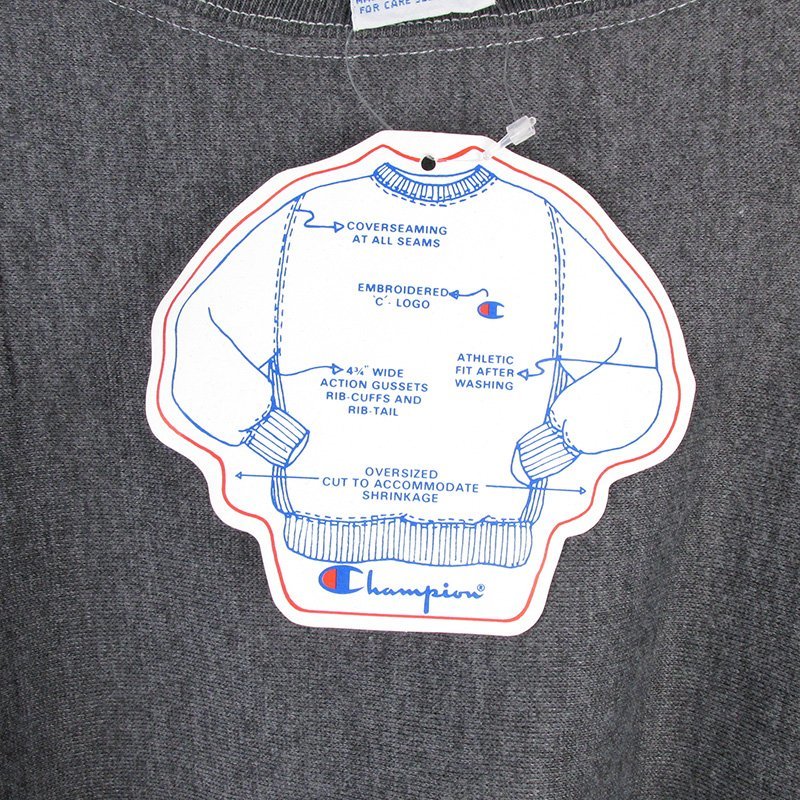 FOR CARE
COVERSEAMING
AT ALL SEAMS
EMBROIDERED
'C'- LOGO
4¾" WIDE
ACTION GUSSETS
RIB-CUFFS AND
RIB-TAIL
ATHLETIC
FIT AFTER
WASHING
OVERSIZED
CUT TO ACCOMMODATE
SHRINKAGE
Champion®